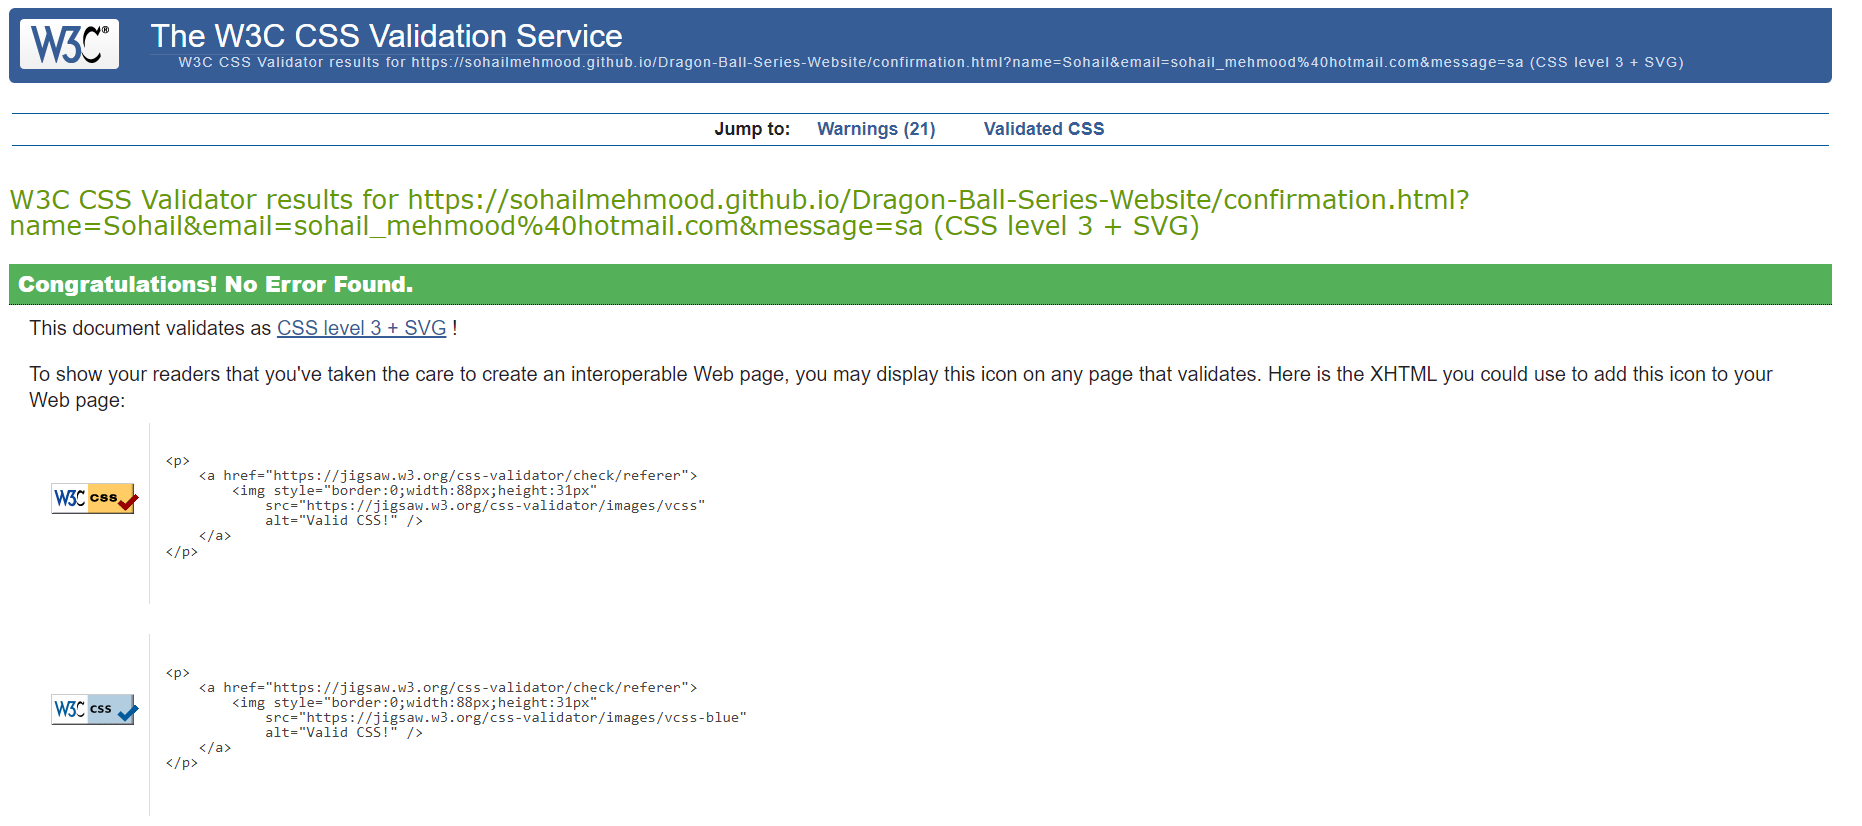 W3C®
The W3C CSS Validation Service
W3C CSS Validator results for https://sohailmehmood.github.io/Dragon-Ball-Series-Website/confirmation.html?name=Sohail&email=sohail_mehmood%40hotmail.com&message=sa (CSS level 3 + SVG)
Jump to: Warnings (21) Validated CSS
W3C CSS Validator results for https://sohailmehmood.github.io/Dragon-Ball-Series-Website/confirmation.html?
name=Sohail&email=sohail_mehmood%40hotmail.com&message=sa (CSS level 3 + SVG)
Congratulations! No Error Found.
This document validates as CSS level 3 + SVG !
To show your readers that you've taken the care to create an interoperable Web page, you may display this icon on any page that validates. Here is the XHTML you could use to add this icon to your
Web page:
W3C css
<p>
<a href="https://jigsaw.w3.org/css-validator/check/referer">
<img style="border:0;width:88px;height:31px"
src="https://jigsaw.w3.org/css-validator/images/vcss"
alt="Valid CSS!" />
</a>
</p>
W3C css
<p>
<a href="https://jigsaw.w3.org/css-validator/check/referer">
<img style="border:0;width:88px;height:31px"
src="https://jigsaw.w3.org/css-validator/images/vcss-blue"
alt="Valid CSS!" />
</a>
</p>